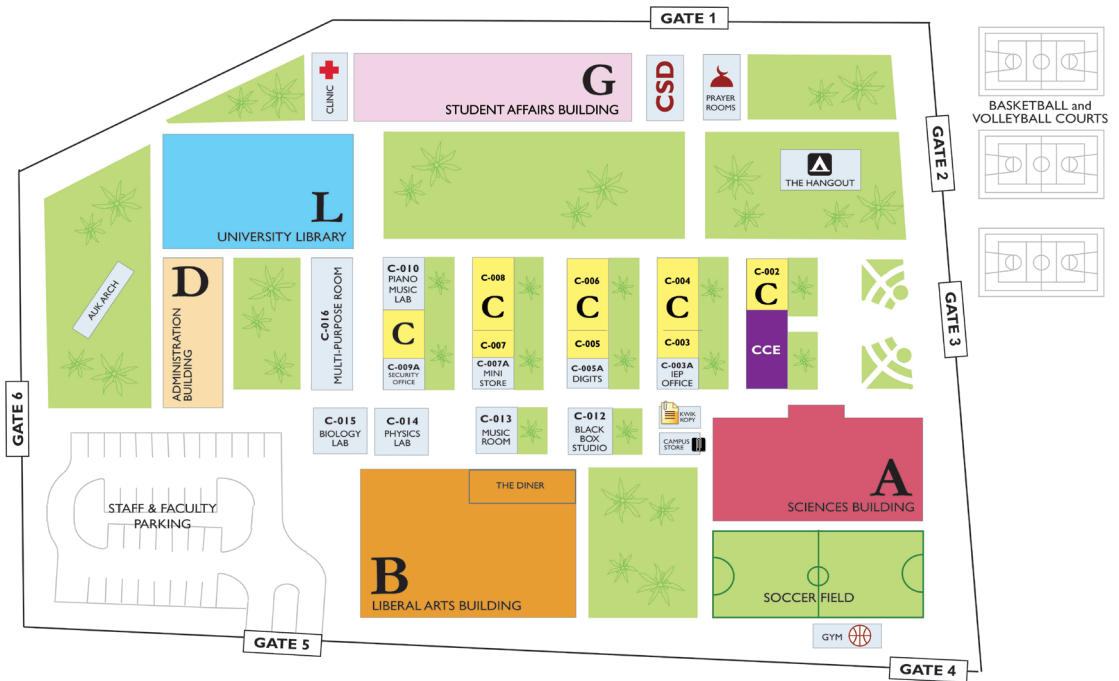 GATE 1
CLINIC
G
STUDENT AFFAIRS BUILDING
CSD
PRAYER
ROOMS
BASKETBALL and
VOLLEYBALL COURTS
GATE 2
THE HANGOUT
L
UNIVERSITY LIBRARY
AUK ARCH
D
ADMINISTRATION
BUILDING
C-016
MULTI-PURPOSE ROOM
C-010
PIANO
MUSIC
LAB
C
C-009A
SECURITY
OFFICE
C-008
C
C-007
C-007A
MINI
STORE
C-006
C
C-005
C-005A
DIGITS
C-004
C
C-003
C-003A
IEP
OFFICE
C-002
C
CCE
GATE 3
GATE 6
C-015
BIOLOGY
LAB
C-014
PHYSICS
LAB
C-013
MUSIC
ROOM
C-012
BLACK
BOX
STUDIO
KWIK
KOPY
CAMPUS
STORE
A
SCIENCES BUILDING
THE DINER
STAFF & FACULTY
PARKING
B
LIBERAL ARTS BUILDING
SOCCER FIELD
GYM
GATE 5
GATE 4